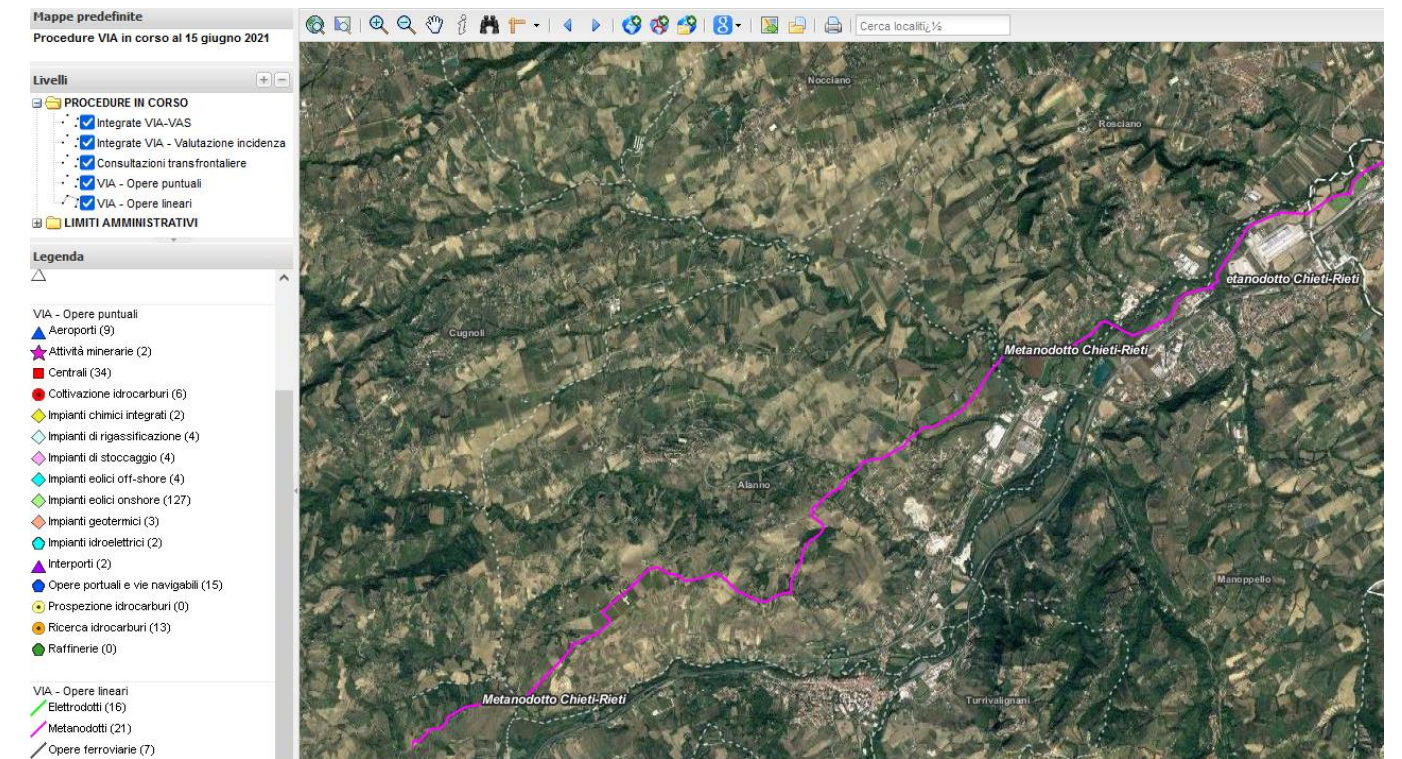 Mappe predefinite
Procedure VIA in corso al 15 giugno 2021
Cerca localitï¿½
Livelli
PROCEDURE IN CORSO
Integrate VIA-VAS
Integrate VIA - Valutazione incidenza
Consultazioni transfrontaliere
VIA - Opere puntuali
VIA - Opere lineari
LIMITI AMMINISTRATIVI
Legenda
VIA - Opere puntuali
Aeroporti (9)
Attività minerarie (2)
Centrali (34)
Coltivazione idrocarburi (6)
Impianti chimici integrati (2)
Impianti di rigassificazione (4)
Impianti di stoccaggio (4)
Impianti eolici off-shore (4)
Impianti eolici onshore (127)
Impianti geotermici (3)
Impianti idroelettrici (2)
Interporti (2)
Opere portuali e vie navigabili (15)
Prospezione idrocarburi (0)
Ricerca idrocarburi (13)
Raffinerie (0)
VIA - Opere lineari
Elettrodotti (16)
Metanodotti (21)
Opere ferroviarie (7)
Nocciano
Rosciano
etanodotto Chieti-Rieti
Cugnoli
Metanodotto Chieti-Rieti
Alanno
Manoppello
Metanodotto Chieti-Rieti
Turrivalignani